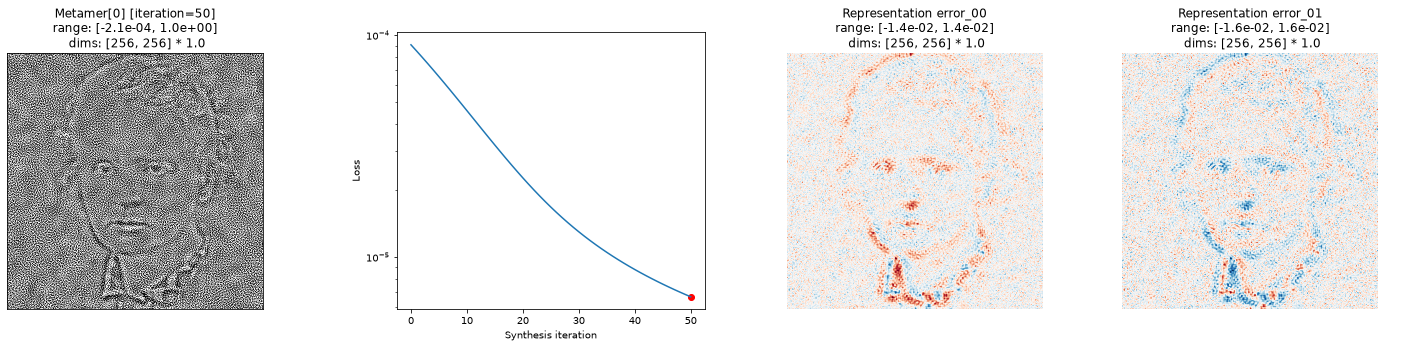 Metamer[0] [iteration=50]
range: [-2.1e-04, 1.0e+00]
dims: [256, 256] * 1.0
10⁻⁴
10⁻⁵
Loss
0 10 20 30 40 50
Synthesis iteration
Representation error_00
range: [-1.4e-02, 1.4e-02]
dims: [256, 256] * 1.0
Representation error_01
range: [-1.6e-02, 1.6e-02]
dims: [256, 256] * 1.0